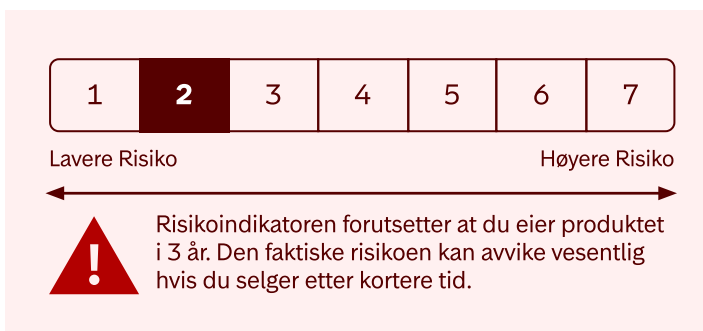 1 2 3 4 5 6 7
Lavere Risiko Høyere Risiko
!
Risikoindikatoren forutsetter at du eier produktet
i 3 år. Den faktiske risikoen kan avvike vesentlig
hvis du selger etter kortere tid.